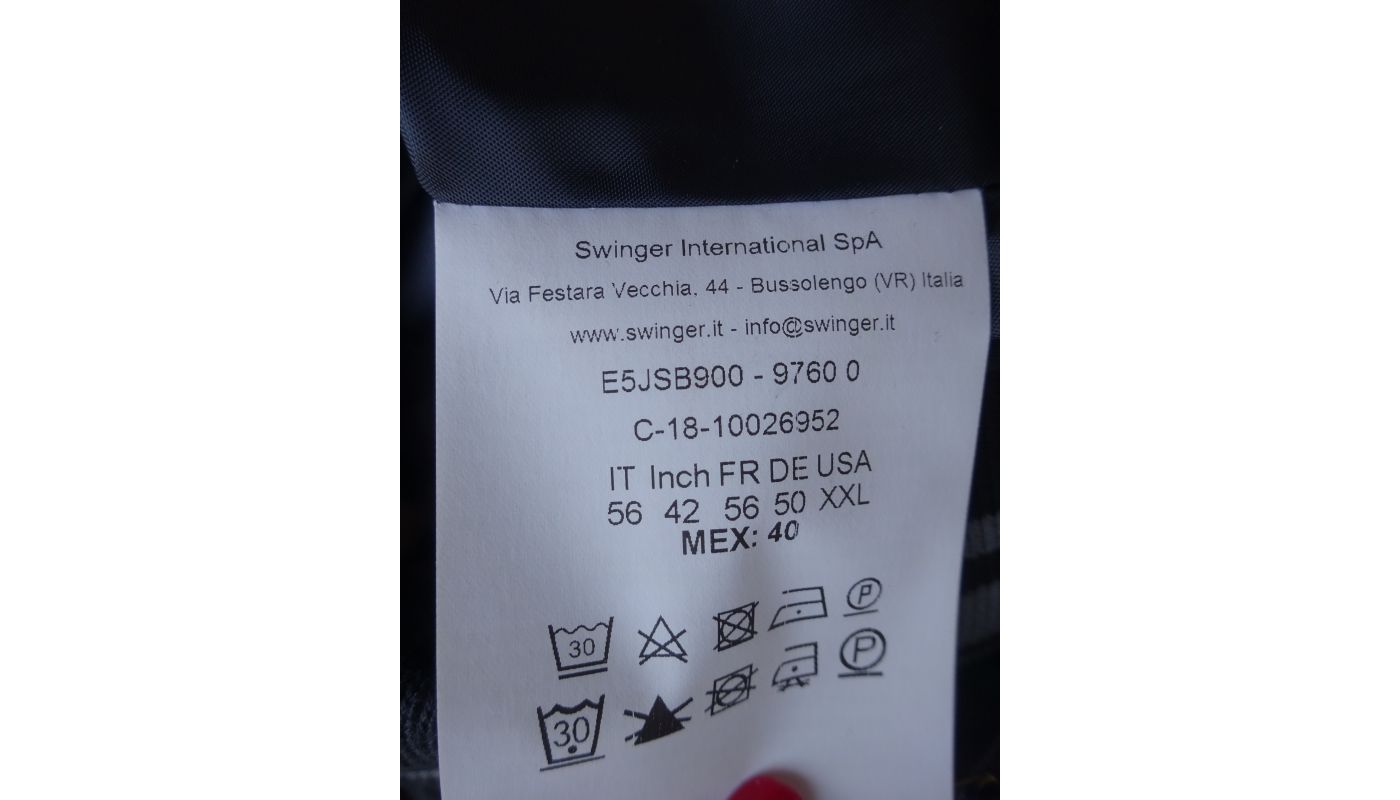 Swinger International SpA
Via Festara Vecchia, 44 - Bussolengo (VR) Italia
www.swinger.it - info@swinger.it
E5JSB900 - 9760 0
C-18-10026952
IT Inch FR DE USA
56 42 56 50 XXL
MEX: 40
30 P
30 P